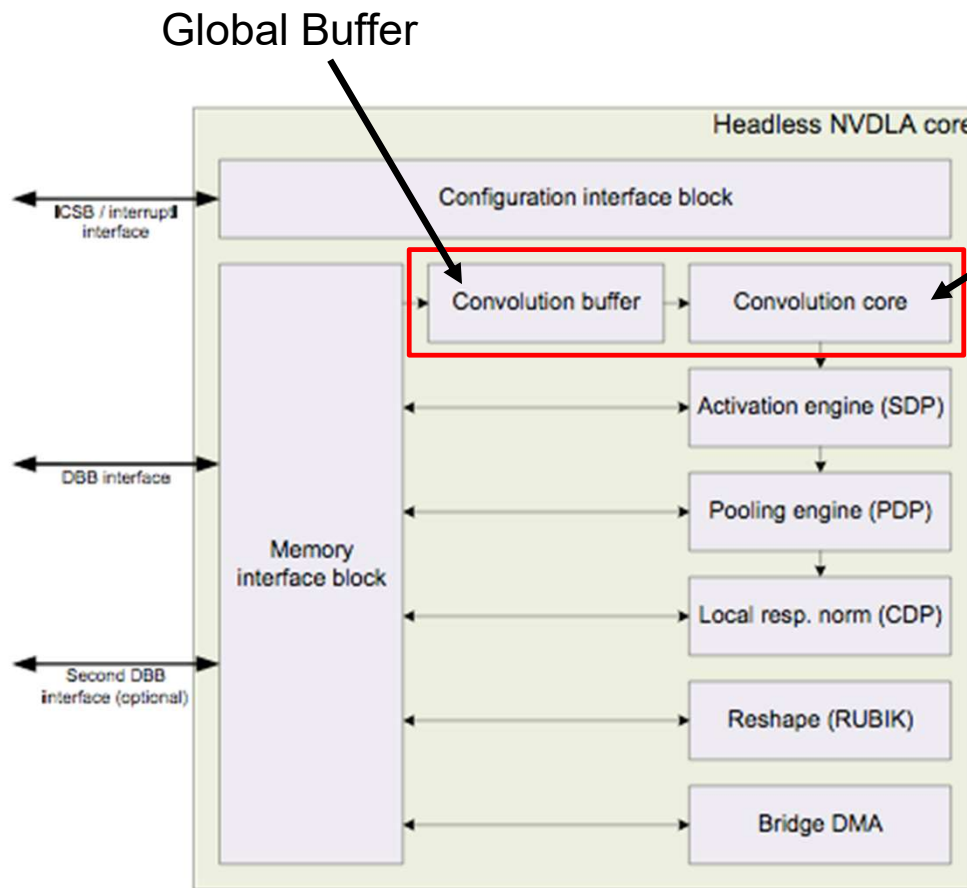 Global Buffer
Headless NVDLA core
Configuration interface block
CSB / interrupt
interface
Convolution buffer
Convolution core
Activation engine (SDP)
DBB interface
Pooling engine (PDP)
Memory
interface block
Local resp. norm (CDP)
Second DBB
interface (optional)
Reshape (RUBIK)
Bridge DMA